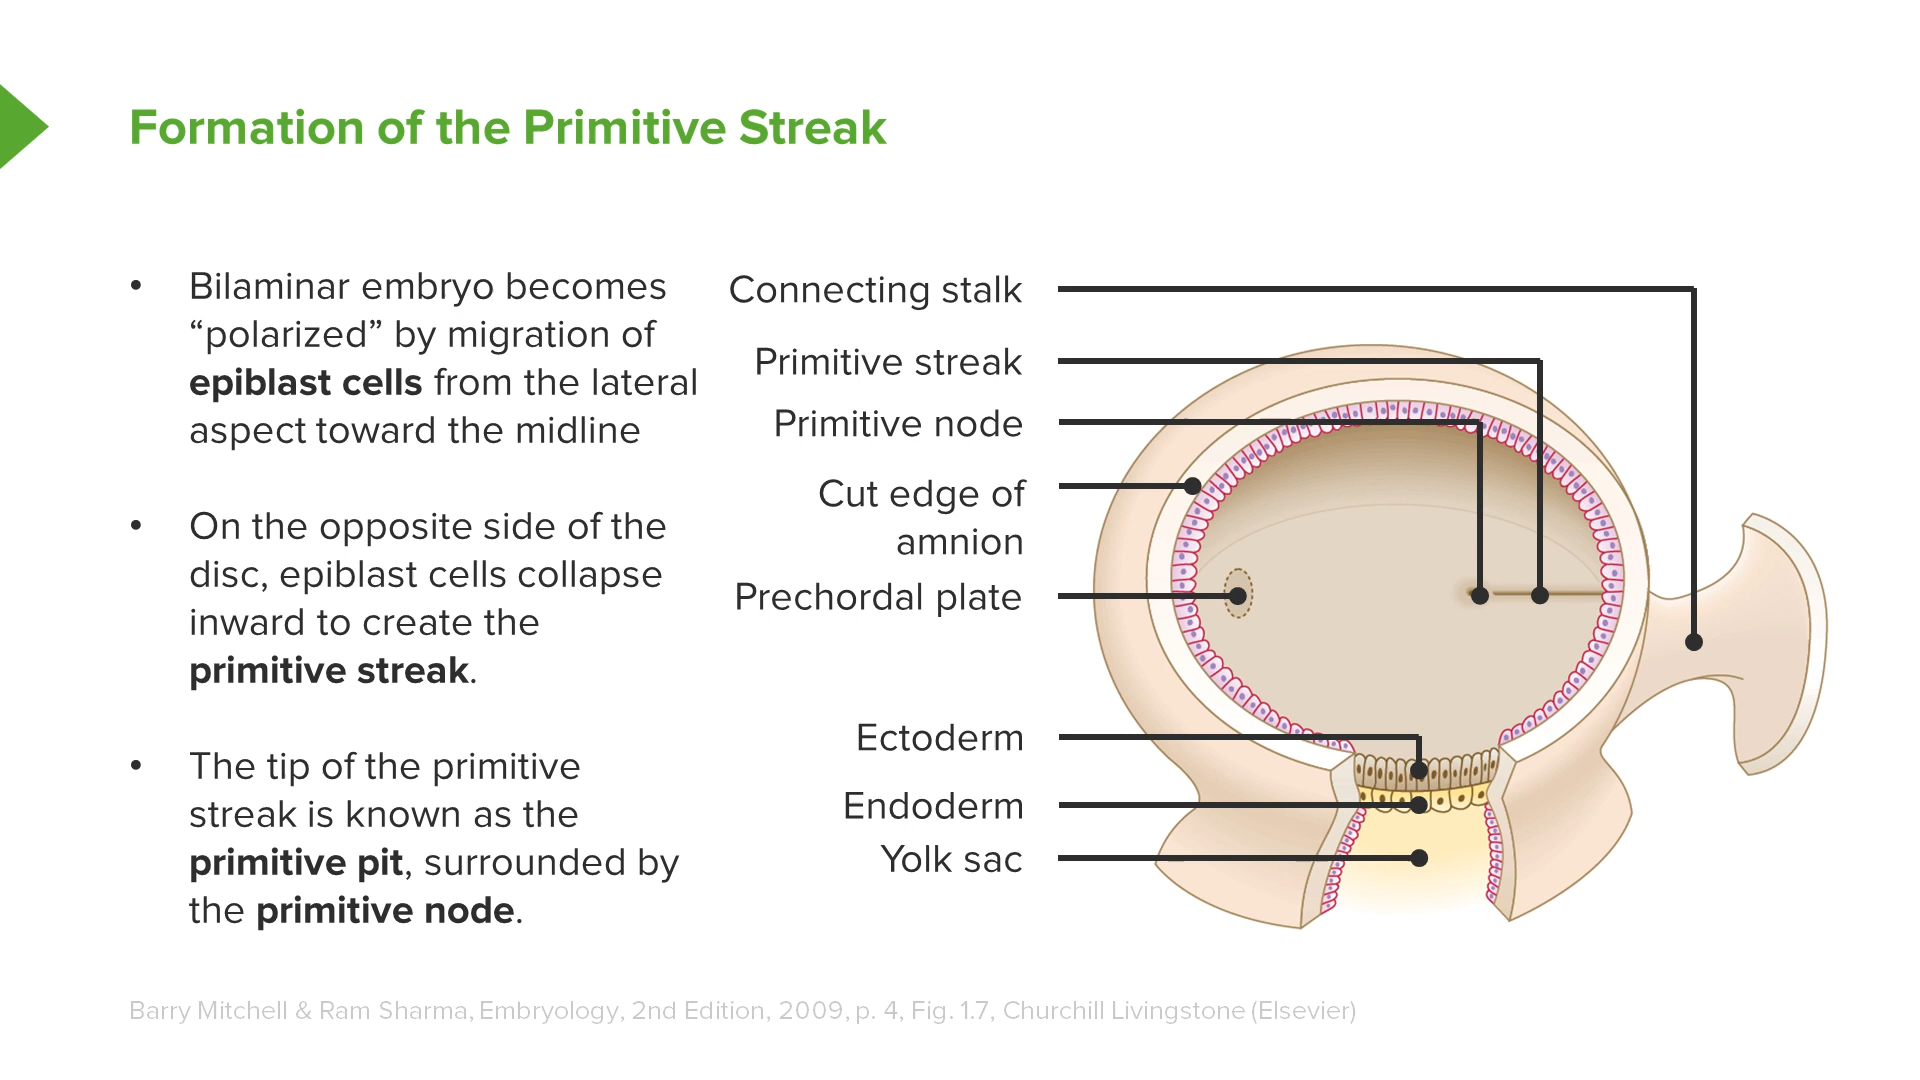 Formation of the Primitive Streak
• Bilaminar embryo becomes
“polarized” by migration of
epiblast cells from the lateral
aspect toward the midline
• On the opposite side of the
disc, epiblast cells collapse
inward to create the
primitive streak.
• The tip of the primitive
streak is known as the
primitive pit, surrounded by
the primitive node.
Connecting stalk
Primitive streak
Primitive node
Cut edge of
amnion
Prechordal plate
Ectoderm
Endoderm
Yolk sac
Barry Mitchell & Ram Sharma, Embryology, 2nd Edition, 2009, p. 4, Fig. 1.7, Churchill Livingstone (Elsevier)